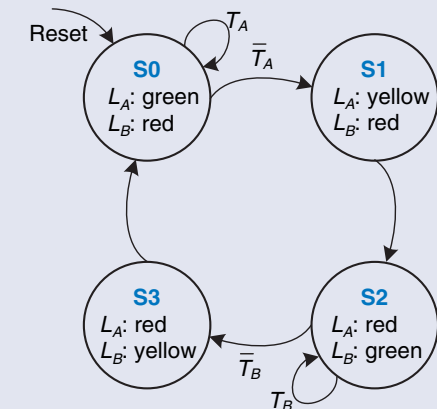 Reset
T_A
S0
L_A: green
L_B: red
T̅_A
S1
L_A: yellow
L_B: red
S3
L_A: red
L_B: yellow
T̅_B
S2
L_A: red
L_B: green
T_B